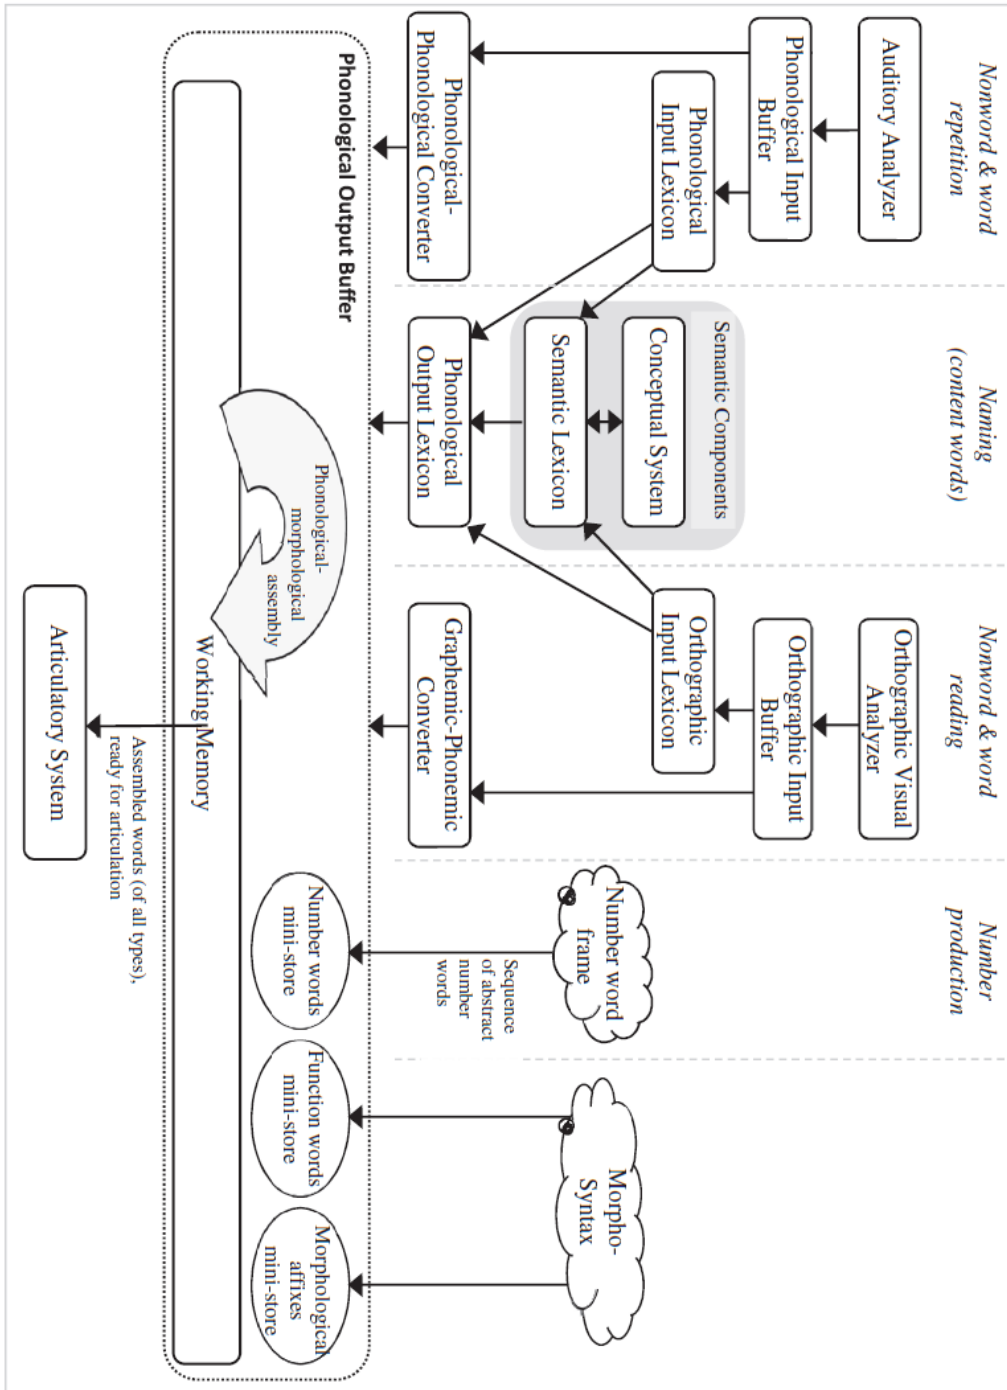 Nonword & word
repetition
Naming
(content words)
Nonword & word
reading
Number
production
Auditory Analyzer
Phonological Input
Buffer
Phonological
Input Lexicon
Phonological-
Phonological Converter
Semantic Components
Conceptual System
Semantic Lexicon
Phonological
Output Lexicon
Orthographic Visual
Analyzer
Orthographic Input
Buffer
Orthographic
Input Lexicon
Graphemic-Phonemic
Converter
Number word
frame
Sequence
of abstract
number
words
Morpho-
Syntax
Phonological Output Buffer
Phonological-
morphological
assembly
Number words
mini-store
Function words
mini-store
Morphological
affixes
mini-store
Working Memory
Assembled words (of all types),
ready for articulation
Articulatory System